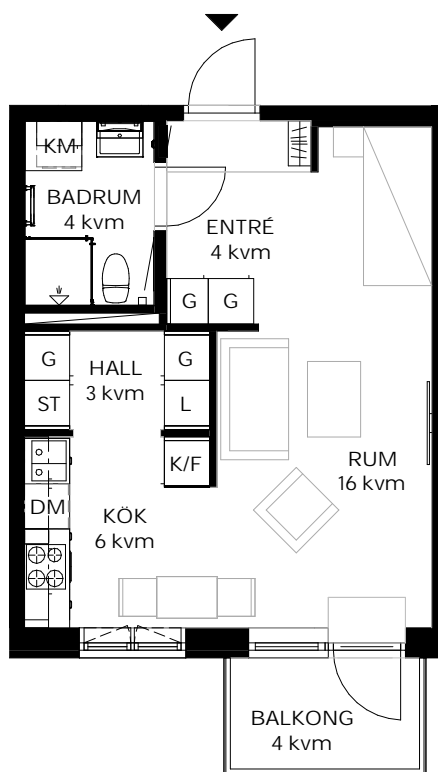 KM
BADRUM
4 kvm
ENTRÉ
4 kvm
G G
G
ST
HALL
3 kvm
G
L
K/F
DM
KÖK
6 kvm
RUM
16 kvm
BALKONG
4 kvm